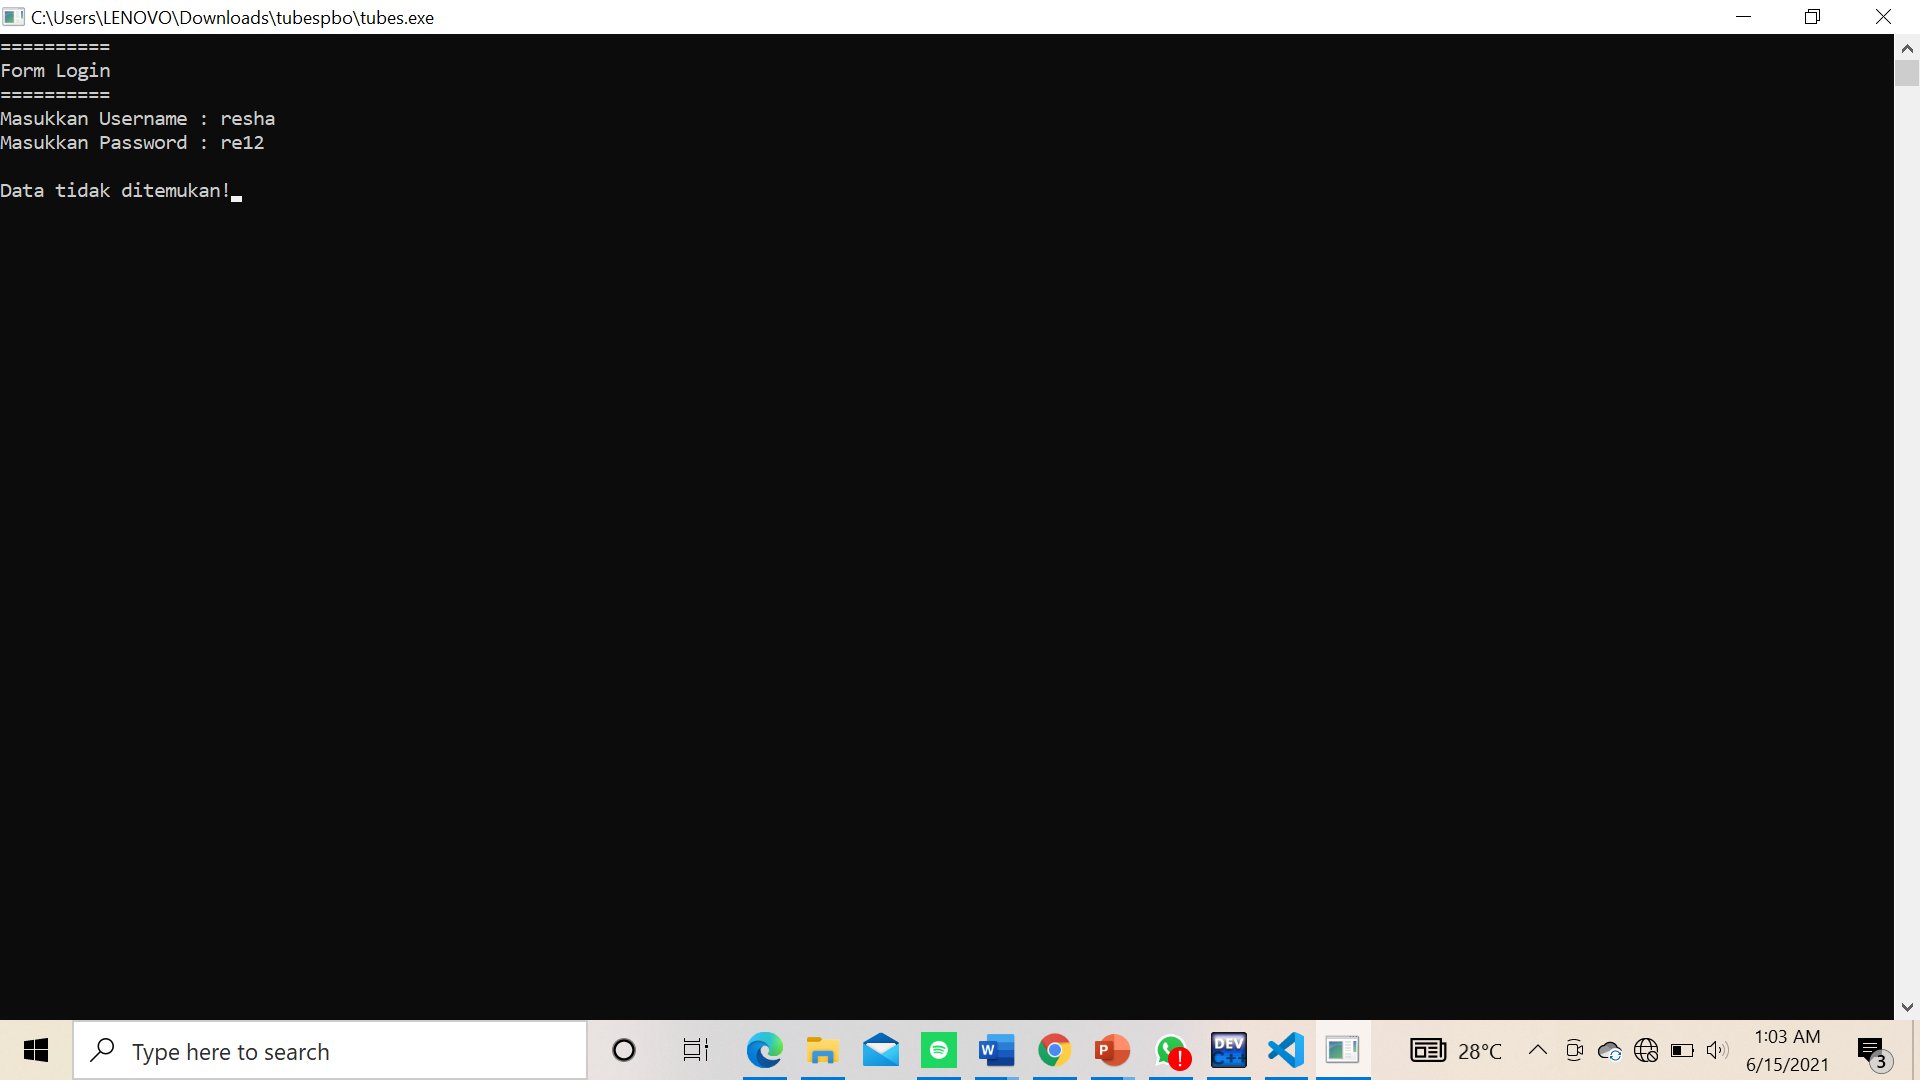 C:\Users\LENOVO\Downloads\tubespbo\tubes.exe
==========
Form Login
==========
Masukkan Username : resha
Masukkan Password : re12
Data tidak ditemukan!
Type here to search
W
P
!
DEV
C++
28°C
1:03 AM
6/15/2021
3